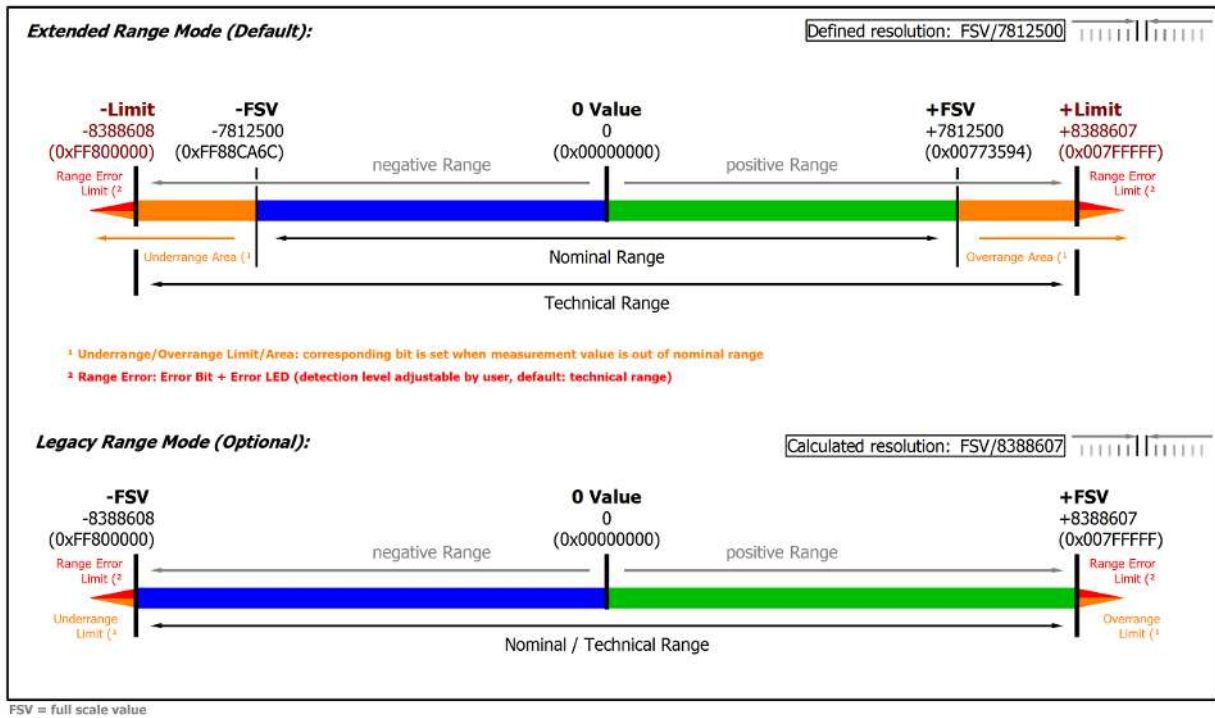 Extended Range Mode (Default):
Defined resolution: FSV/7812500
-Limit
-8388608
(0xFF800000)
-FSV
-7812500
(0xFF88CA6C)
0 Value
0
(0x00000000)
+FSV
+7812500
(0x00773594)
+Limit
+8388607
(0x007FFFFF)
Range Error
Limit (²
negative Range
positive Range
Range Error
Limit (²
Underrange Area (¹
Nominal Range
Overrange Area (¹
Technical Range
¹ Underrange/Overrange Limit/Area: corresponding bit is set when measurement value is out of nominal range
² Range Error: Error Bit + Error LED (detection level adjustable by user, default: technical range)
Legacy Range Mode (Optional):
Calculated resolution: FSV/8388607
-FSV
-8388608
(0xFF800000)
0 Value
0
(0x00000000)
+FSV
+8388607
(0x007FFFFF)
Range Error
Limit (²
negative Range
positive Range
Range Error
Limit (²
Underrange
Limit (¹
Overrange
Limit (¹
Nominal / Technical Range
FSV = full scale value